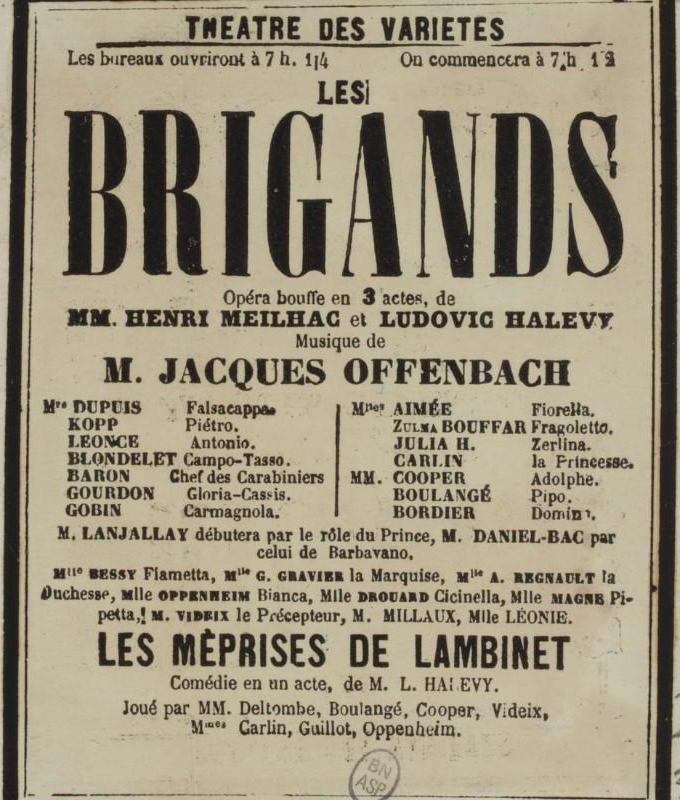 THEATRE DES VARIETES
Les bureaux ouvriront à 7 h. 1/4 On commencera à 7 h 1/2
LES
BRIGANDS
Opéra bouffe en 3 actes, de
MM. HENRI MEILHAC et LUDOVIC HALEVY
Musique de
M. JACQUES OFFENBACH
Mrs DUPUIS Falsacappa.
KOPP Piétro.
LEONCE Antonio.
BLONDELET Campo-Tasso.
BARON Chef des Carabiniers
GOURDON Gloria-Cassis.
GOBIN Carmagnola.
Mmes AIMÉE Fiorella.
ZULMA BOUFFAR Fragoletto.
JULIA H. Zerlina.
CARLIN la Princesse.
MM. COOPER Adolphe.
BOULANGÉ Pipo.
BORDIER Domino.
M. LANJALLAY débutera par le rôle du Prince, M. DANIEL-BAC par
celui de Barbavano.
Mlle BESSY Fiametta, Mlle G. GRAVIER la Marquise, Mlle A. REGNAULT la
Duchesse, Mlle OPPENHEIM Bianca, Mlle DROUARD Cicinella, Mlle MAGNE Pi-
petta, M. VIDEIX le Précepteur, M. MILLAUX, Mlle LÉONIE.
LES MÉPRISES DE LAMBINET
Comédie en un acte, de M. L. HALEVY.
Joué par MM. Deltombe, Boulangé, Cooper, Videix,
Mmes Carlin, Guillot, Oppenheim.
BN
ASP